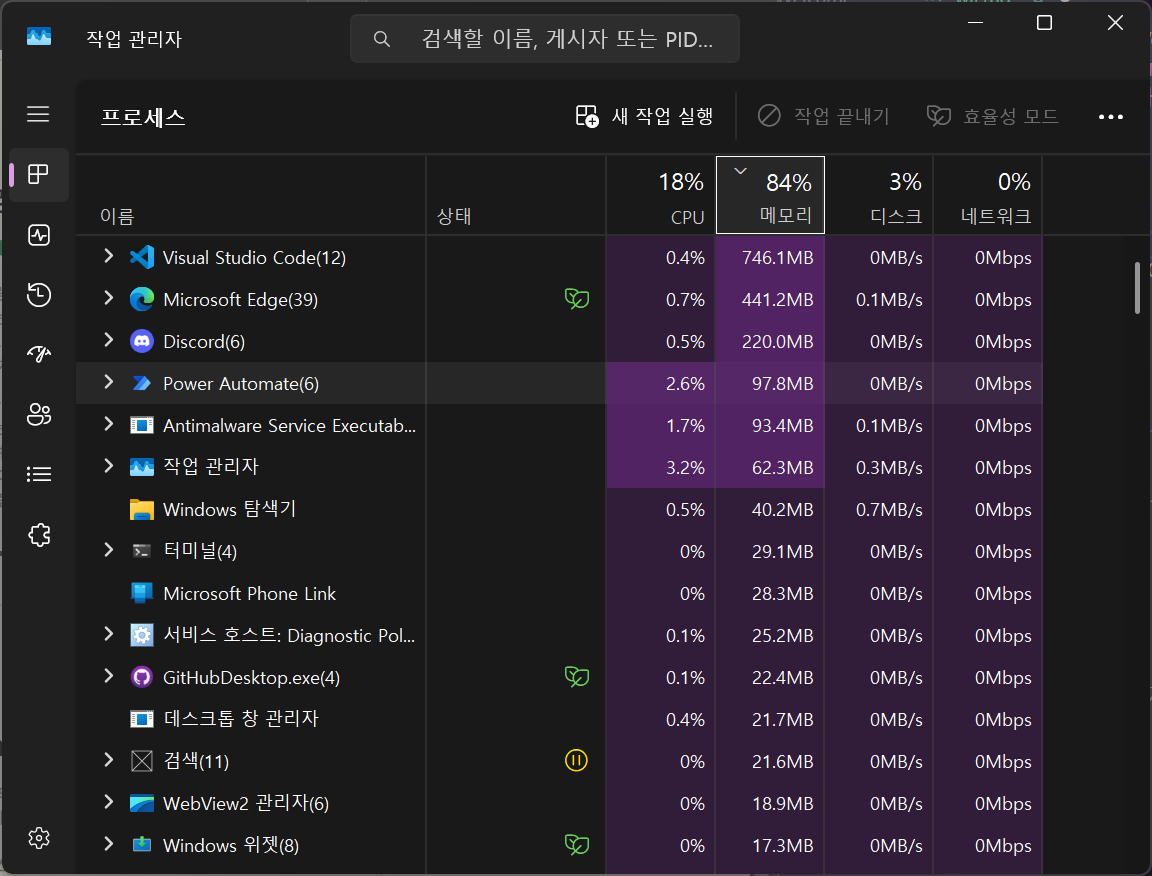 작업 관리자
검색할 이름, 게시자 또는 PID...
프로세스
새 작업 실행
작업 끝내기
효율성 모드
18% 84% 3% 0%
이름 상태 CPU 메모리 디스크 네트워크
Visual Studio Code(12) 0.4% 746.1MB 0MB/s 0Mbps
Microsoft Edge(39) 0.7% 441.2MB 0.1MB/s 0Mbps
Discord(6) 0.5% 220.0MB 0MB/s 0Mbps
Power Automate(6) 2.6% 97.8MB 0MB/s 0Mbps
Antimalware Service Executab... 1.7% 93.4MB 0.1MB/s 0Mbps
작업 관리자 3.2% 62.3MB 0.3MB/s 0Mbps
Windows 탐색기 0.5% 40.2MB 0.7MB/s 0Mbps
터미널(4) 0% 29.1MB 0MB/s 0Mbps
Microsoft Phone Link 0% 28.3MB 0MB/s 0Mbps
서비스 호스트: Diagnostic Pol... 0.1% 25.2MB 0MB/s 0Mbps
GitHubDesktop.exe(4) 0.1% 22.4MB 0MB/s 0Mbps
데스크톱 창 관리자 0.4% 21.7MB 0MB/s 0Mbps
검색(11) 0% 21.6MB 0MB/s 0Mbps
WebView2 관리자(6) 0% 18.9MB 0MB/s 0Mbps
Windows 위젯(8) 0% 17.3MB 0MB/s 0Mbps